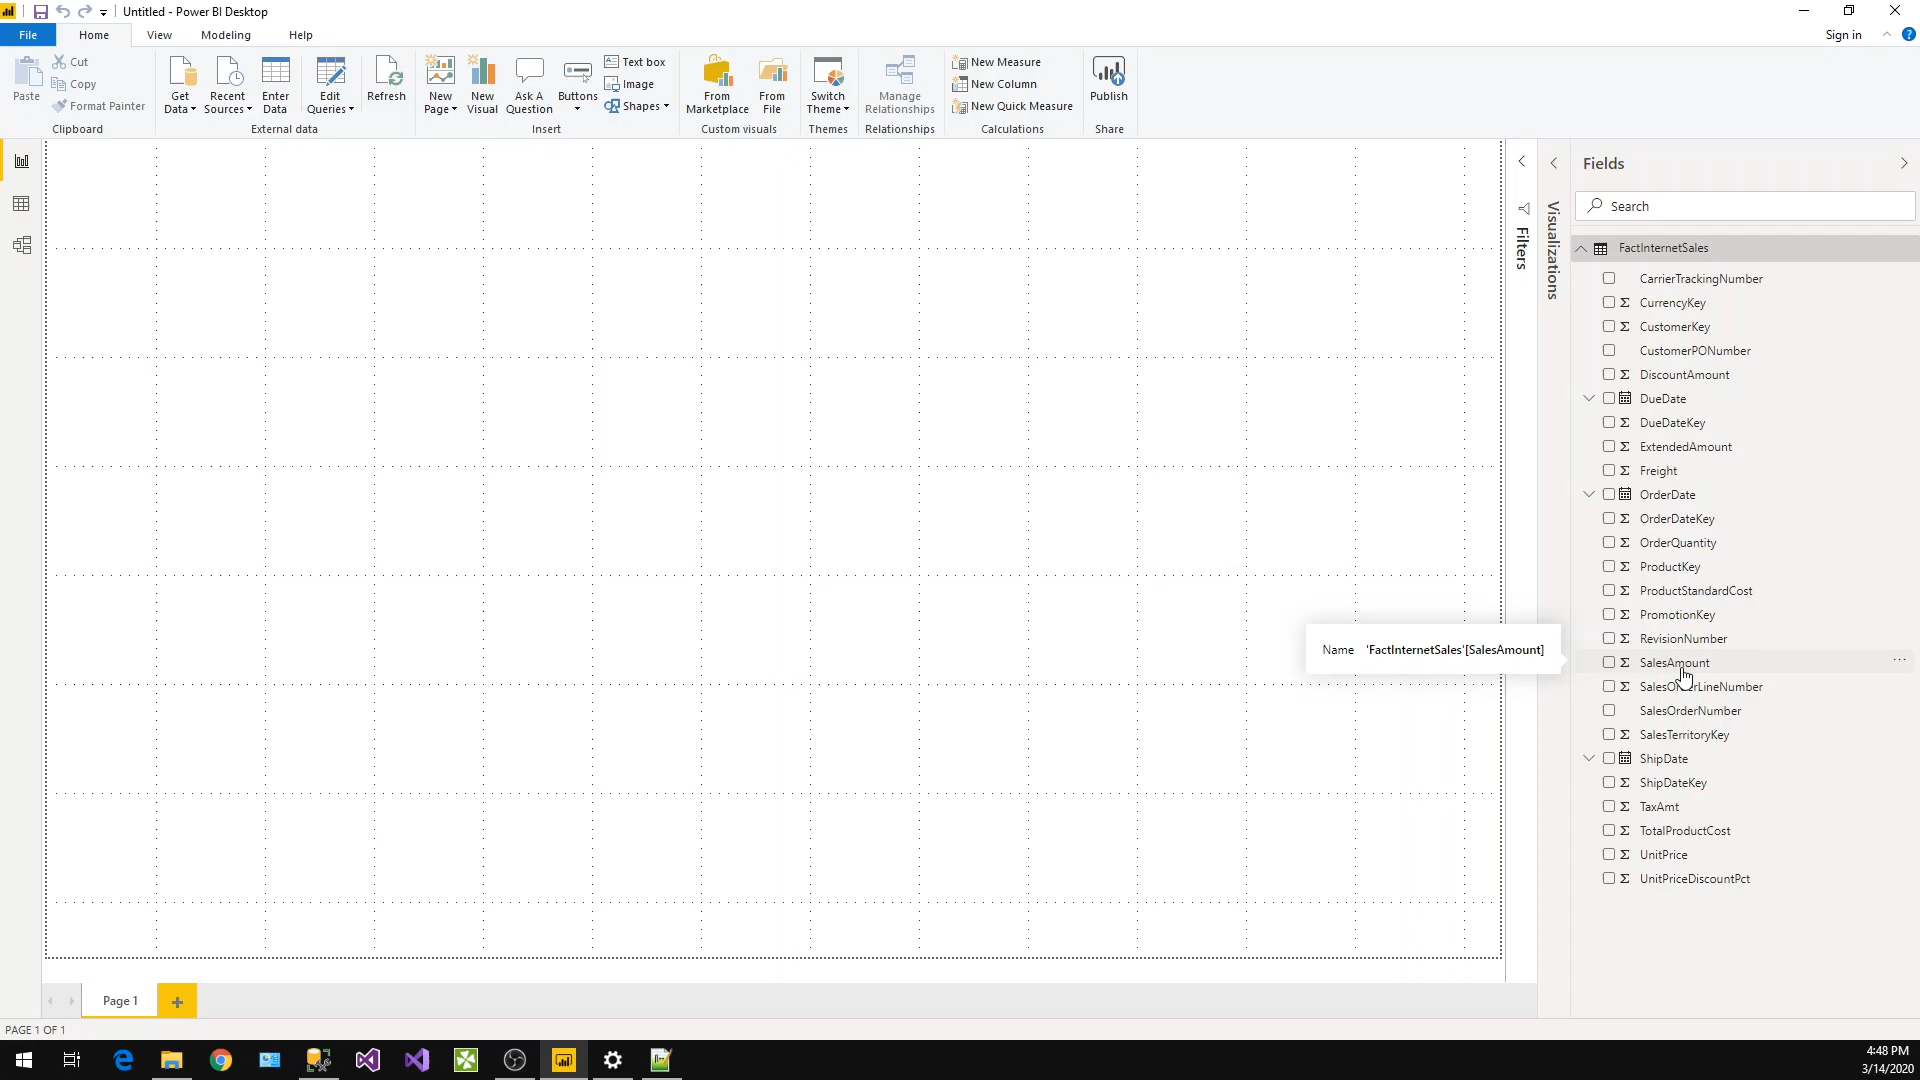 Untitled - Power BI Desktop
File
Home
View
Modeling
Help
Sign in
?
Paste
Cut
Copy
Format Painter
Clipboard
Get Data
Recent Sources
Enter Data
Edit Queries
Refresh
External data
New Page
New Visual
Ask A Question
Buttons
Text box
Image
Shapes
Insert
From Marketplace
From File
Custom visuals
Switch Theme
Themes
Manage Relationships
Relationships
New Measure
New Column
New Quick Measure
Calculations
Publish
Share
Filters
Visualizations
Fields
Search
FactInternetSales
CarrierTrackingNumber
Σ CurrencyKey
Σ CustomerKey
CustomerPONumber
Σ DiscountAmount
DueDate
Σ DueDateKey
Σ ExtendedAmount
Σ Freight
OrderDate
Σ OrderDateKey
Σ OrderQuantity
Σ ProductKey
Σ ProductStandardCost
Σ PromotionKey
Σ RevisionNumber
Name 'FactInternetSales'[SalesAmount]
Σ SalesAmount
Σ SalesOrderLineNumber
SalesOrderNumber
Σ SalesTerritoryKey
ShipDate
Σ ShipDateKey
Σ TaxAmt
Σ TotalProductCost
Σ UnitPrice
Σ UnitPriceDiscountPct
Page 1
PAGE 1 OF 1
4:48 PM
3/14/2020